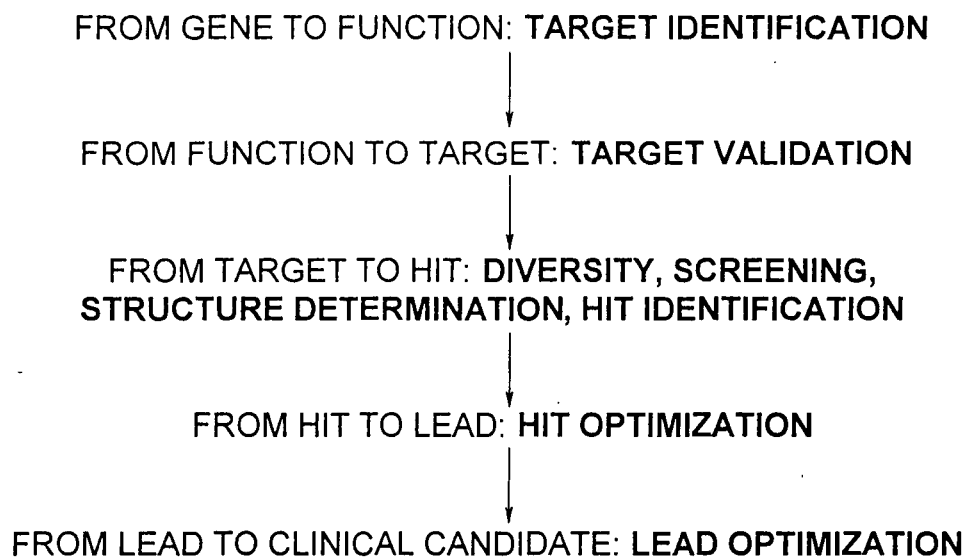 FROM GENE TO FUNCTION: TARGET IDENTIFICATION
FROM FUNCTION TO TARGET: TARGET VALIDATION
FROM TARGET TO HIT: DIVERSITY, SCREENING,
STRUCTURE DETERMINATION, HIT IDENTIFICATION
FROM HIT TO LEAD: HIT OPTIMIZATION
FROM LEAD TO CLINICAL CANDIDATE: LEAD OPTIMIZATION